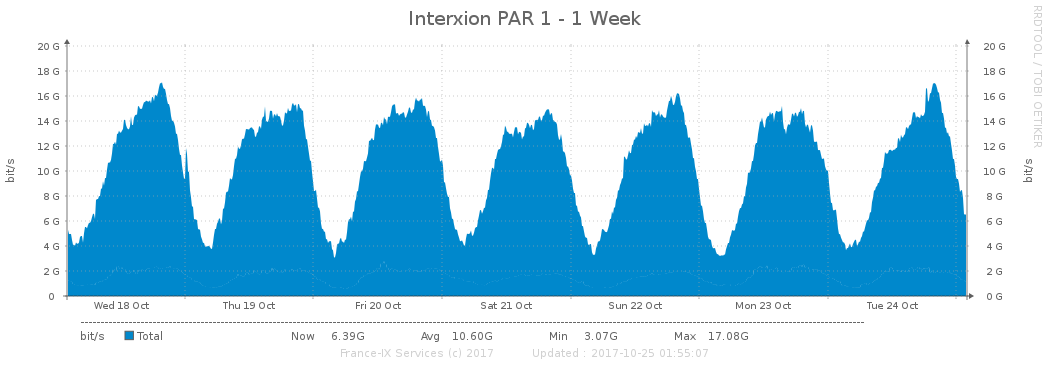 Interxion PAR 1 - 1 Week
RRDTOOL / TOBI OETIKER
bit/s
20 G
18 G
16 G
14 G
12 G
10 G
8 G
6 G
4 G
2 G
0
20 G
18 G
16 G
14 G
12 G
10 G
8 G
6 G
4 G
2 G
0 G
bit/s
Wed 18 Oct Thu 19 Oct Fri 20 Oct Sat 21 Oct Sun 22 Oct Mon 23 Oct Tue 24 Oct
bit/s Total Now 6.39G Avg 10.60G Min 3.07G Max 17.08G
France-IX Services (c) 2017 Updated : 2017-10-25 01:55:07